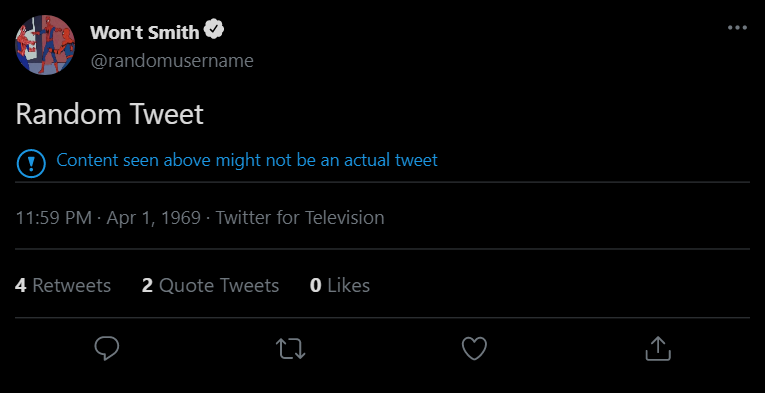 Won't Smith
@randomusername
Random Tweet
Content seen above might not be an actual tweet
11:59 PM · Apr 1, 1969 · Twitter for Television
4 Retweets 2 Quote Tweets 0 Likes